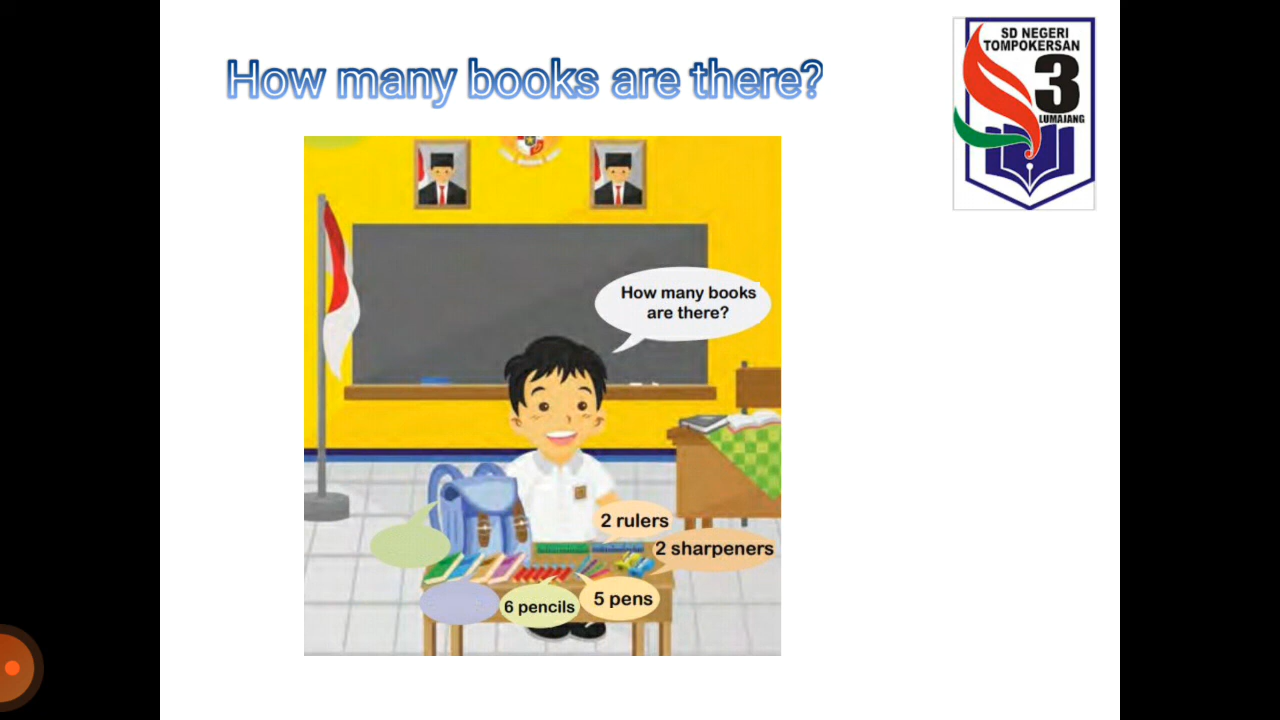 How many books are there?
SD NEGERI
TOMPOKERSAN
3
LUMAJANG
How many books
are there?
2 rulers
2 sharpeners
5 pens
6 pencils